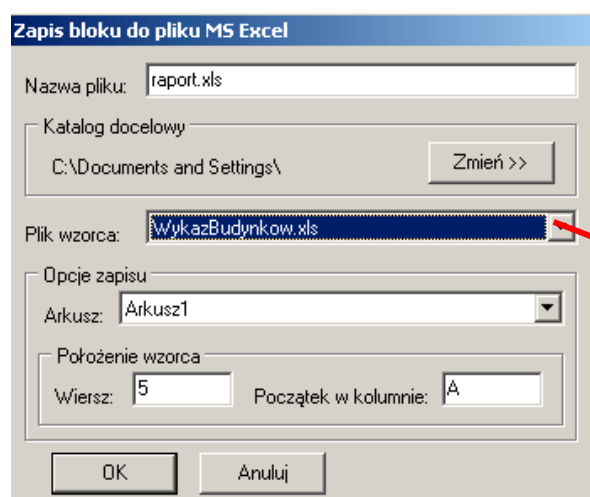 Zapis bloku do pliku MS Excel
Nazwa pliku: raport.xls
Katalog docelowy
C:\Documents and Settings\ Zmień >>
Plik wzorca: WykazBudynkow.xls
Opcje zapisu
Arkusz: Arkusz1
Położenie wzorca
Wiersz: 5 Początek w kolumnie: A
OK Anuluj